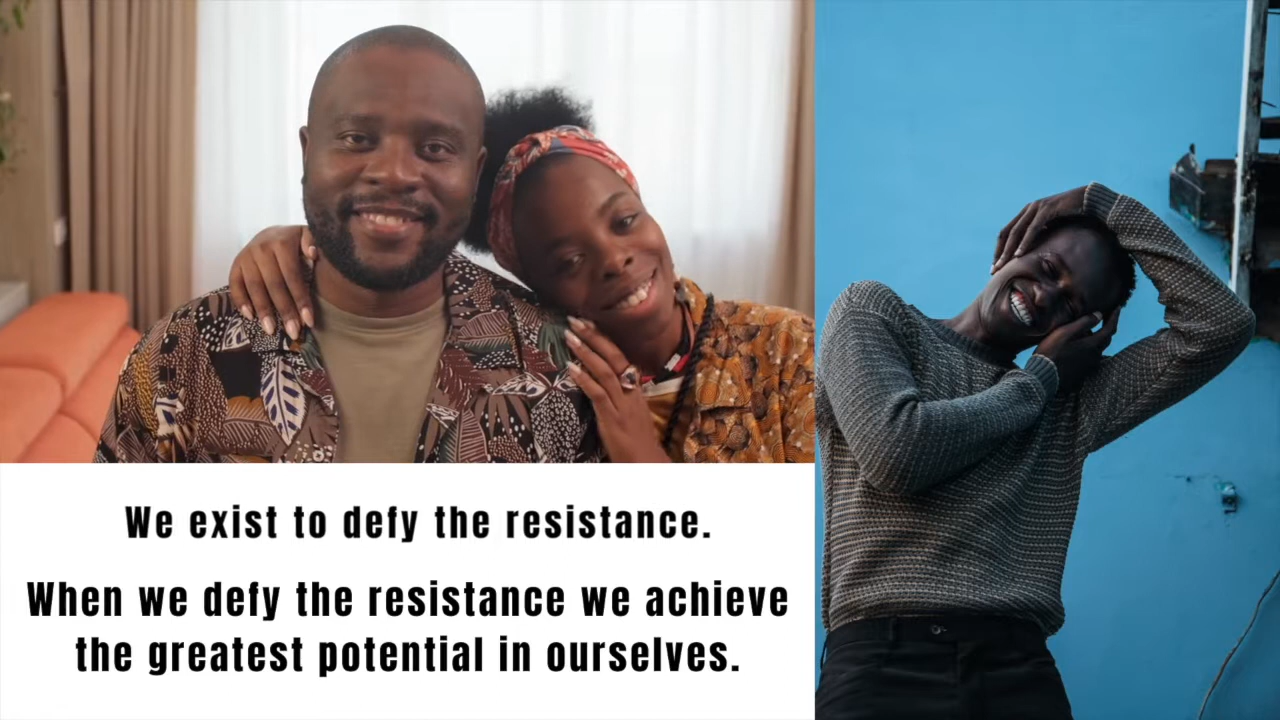 We exist to defy the resistance.
When we defy the resistance we achieve
the greatest potential in ourselves.